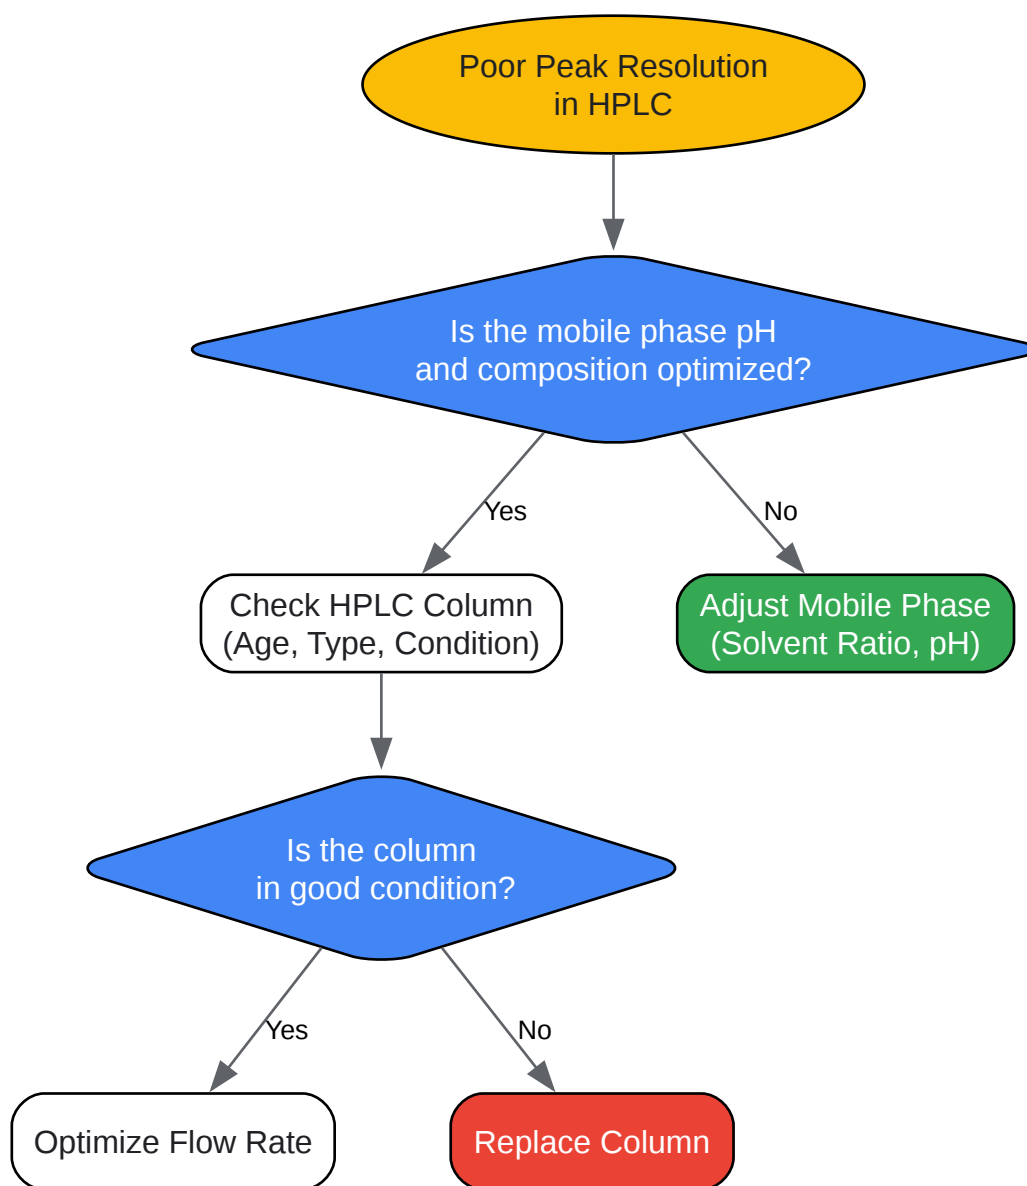 Poor Peak Resolution
in HPLC
Is the mobile phase pH
and composition optimized?
Yes
No
Check HPLC Column
(Age, Type, Condition)
Adjust Mobile Phase
(Solvent Ratio, pH)
Is the column
in good condition?
Yes
No
Optimize Flow Rate
Replace Column